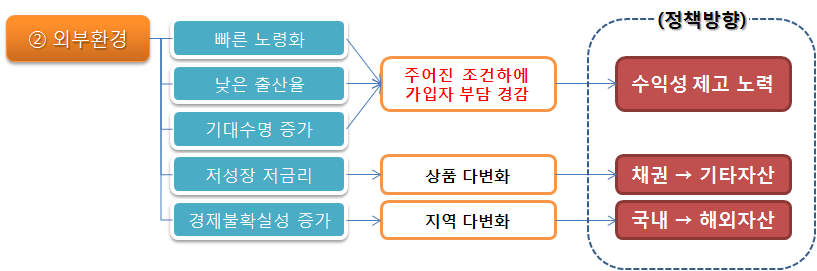 (정책방향)
② 외부환경
빠른 노령화
낮은 출산율
기대수명 증가
저성장 저금리
경제불확실성 증가
주어진 조건하에
가입자 부담 경감
상품 다변화
지역 다변화
수익성 제고 노력
채권 → 기타자산
국내 → 해외자산